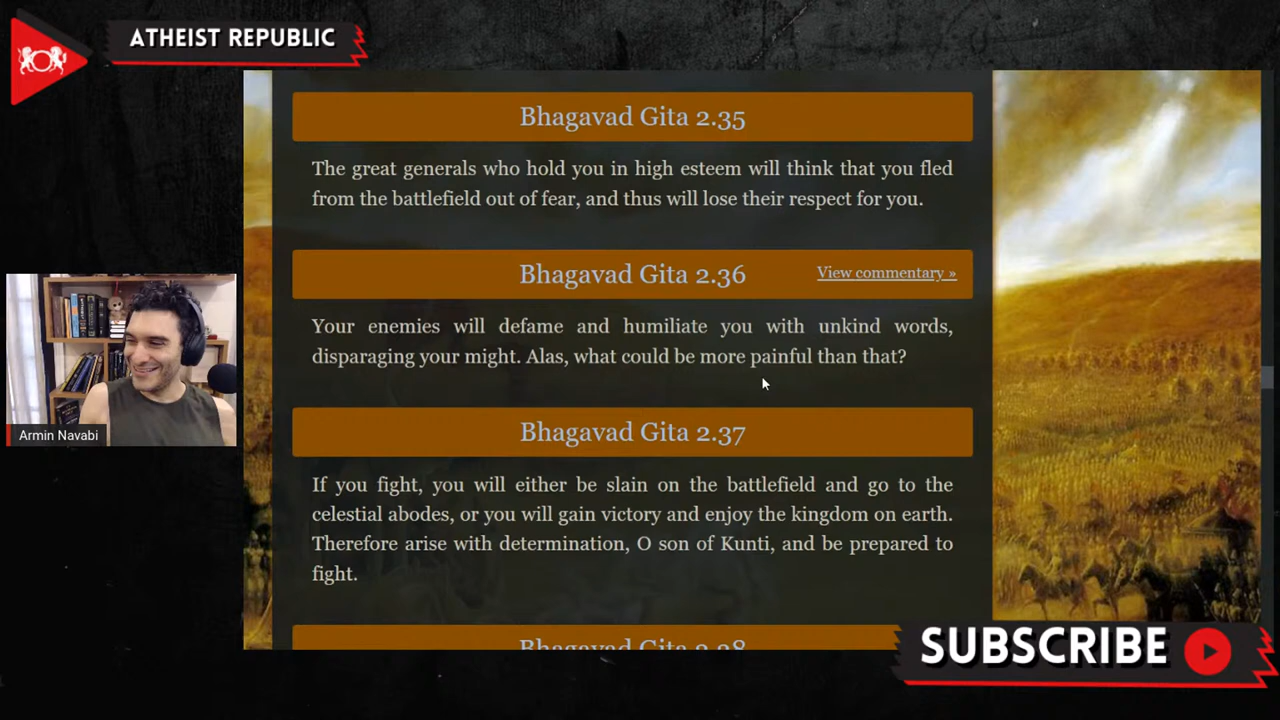 ATHEIST REPUBLIC
Bhagavad Gita 2.35
The great generals who hold you in high esteem will think that you fled
from the battlefield out of fear, and thus will lose their respect for you.
Bhagavad Gita 2.36
View commentary »
Your enemies will defame and humiliate you with unkind words,
disparaging your might. Alas, what could be more painful than that?
Armin Navabi
Bhagavad Gita 2.37
If you fight, you will either be slain on the battlefield and go to the
celestial abodes, or you will gain victory and enjoy the kingdom on earth.
Therefore arise with determination, O son of Kunti, and be prepared to
fight.
Bhagavad Gita 2.38
SUBSCRIBE